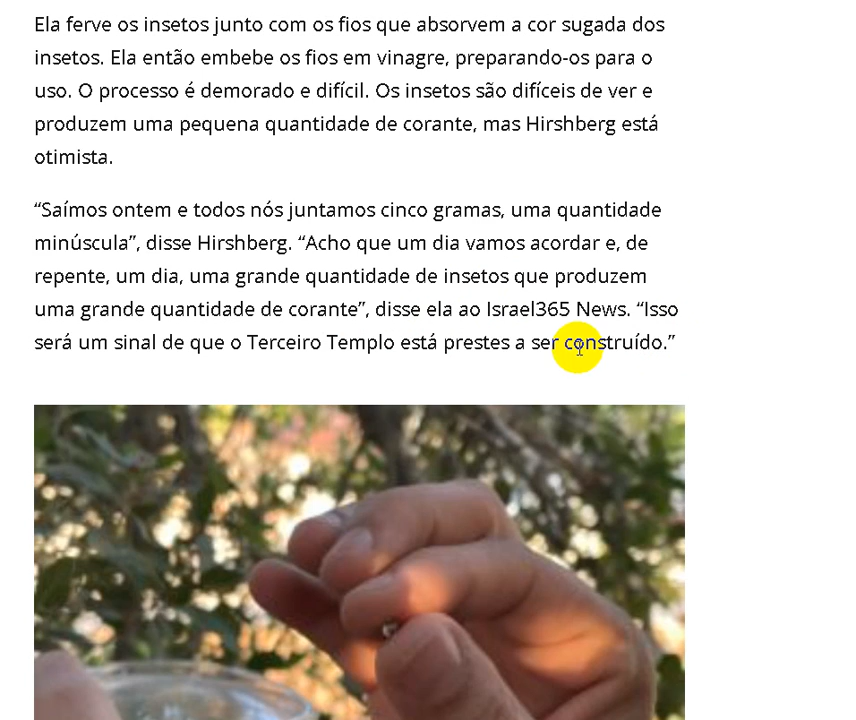 Ela ferve os insetos junto com os fios que absorvem a cor sugada dos
insetos. Ela então embebe os fios em vinagre, preparando-os para o
uso. O processo é demorado e difícil. Os insetos são difíceis de ver e
produzem uma pequena quantidade de corante, mas Hirshberg está
otimista.
“Saímos ontem e todos nós juntamos cinco gramas, uma quantidade
minúscula”, disse Hirshberg. “Acho que um dia vamos acordar e, de
repente, um dia, uma grande quantidade de insetos que produzem
uma grande quantidade de corante”, disse ela ao Israel365 News. “Isso
será um sinal de que o Terceiro Templo está prestes a ser construído.”